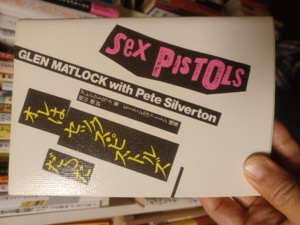 SEX PISTOLS
GLEN MATLOCK with Pete Silverton
オレは
セックス・ピストルズ
だった